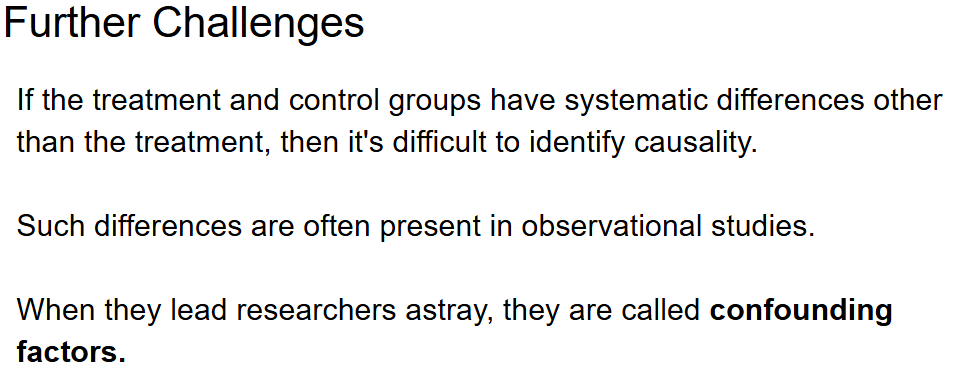 Further Challenges
If the treatment and control groups have systematic differences other
than the treatment, then it's difficult to identify causality.
Such differences are often present in observational studies.
When they lead researchers astray, they are called confounding
factors.